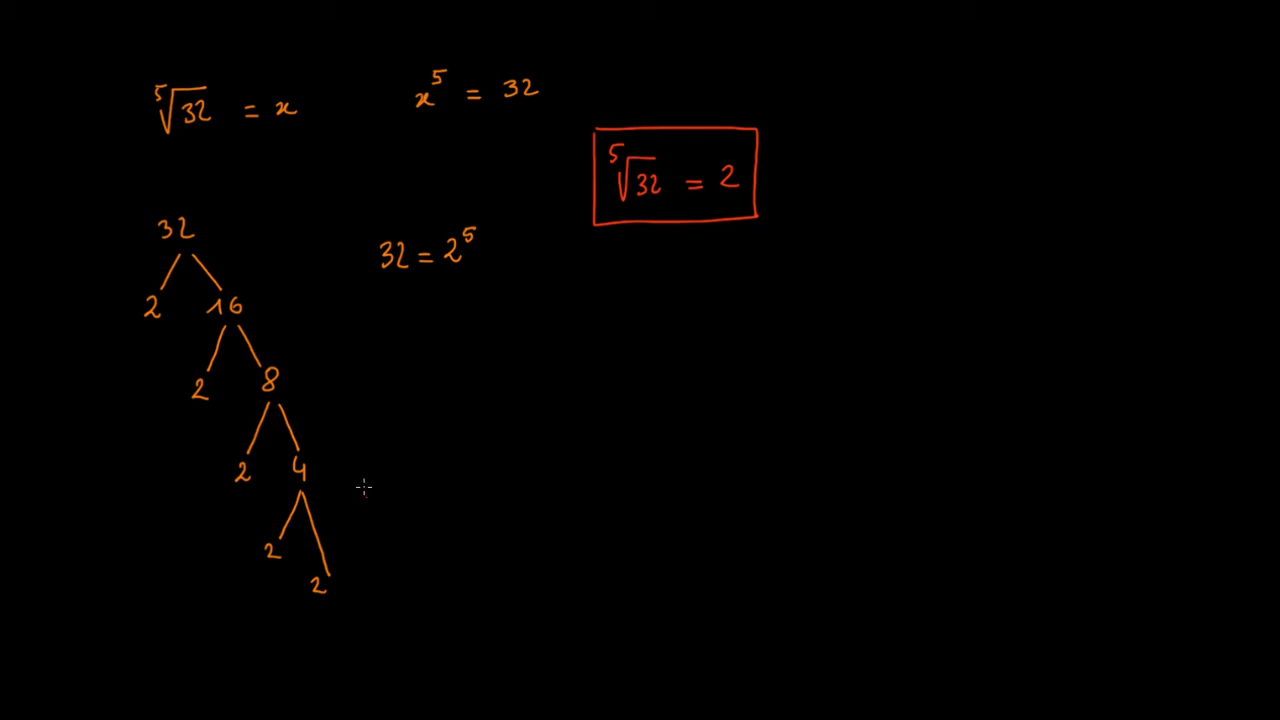 ⁵√32 = x
x⁵ = 32
⁵√32 = 2
32
32 = 2⁵
2 16
2 8
2 4
2
2